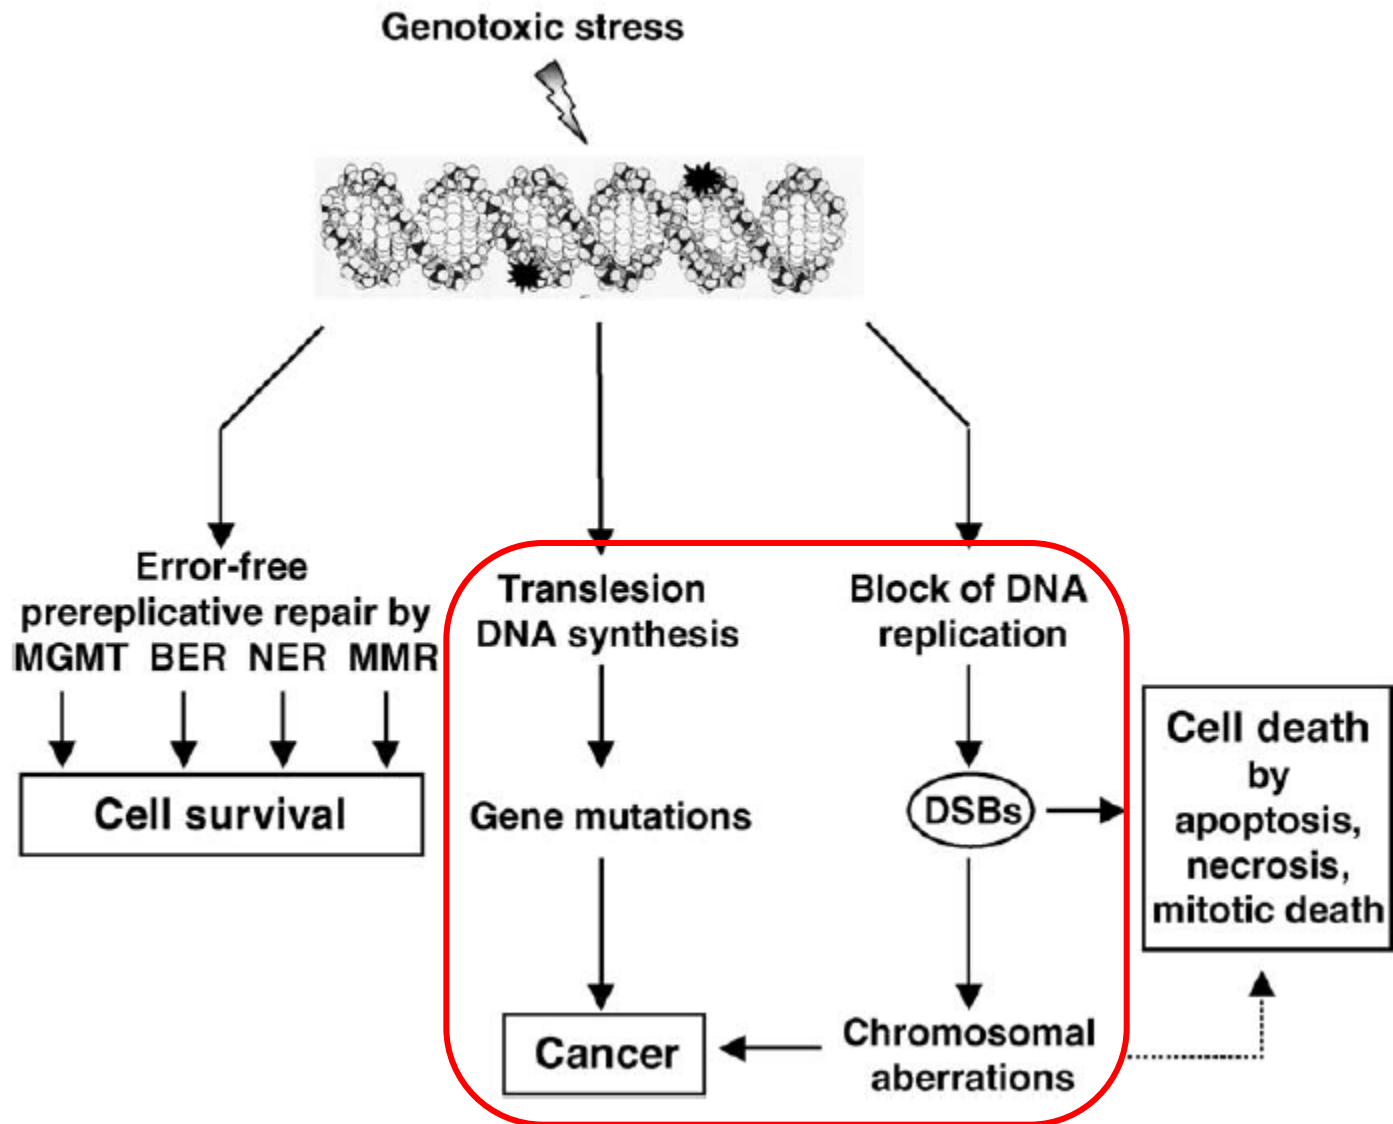 Genotoxic stress
Error-free
prereplicative repair by
MGMT BER NER MMR
Cell survival
Translesion
DNA synthesis
Gene mutations
Cancer
Block of DNA
replication
DSBs
Chromosomal
aberrations
Cell death
by
apoptosis,
necrosis,
mitotic death